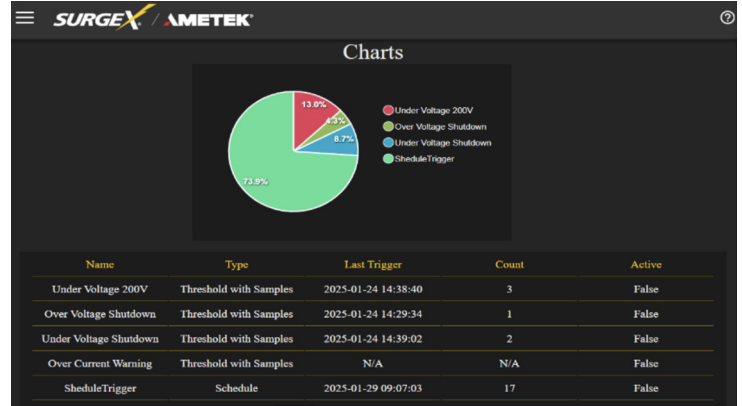 SURGEX / AMETEK®
Charts
13.0%
4.3%
8.7%
73.9%
Under Voltage 200V
Over Voltage Shutdown
Under Voltage Shutdown
SheduleTrigger
Name Type Last Trigger Count Active
Under Voltage 200V Threshold with Samples 2025-01-24 14:38:40 3 False
Over Voltage Shutdown Threshold with Samples 2025-01-24 14:29:34 1 False
Under Voltage Shutdown Threshold with Samples 2025-01-24 14:39:02 2 False
Over Current Warning Threshold with Samples N/A N/A False
SheduleTrigger Schedule 2025-01-29 09:07:03 17 False